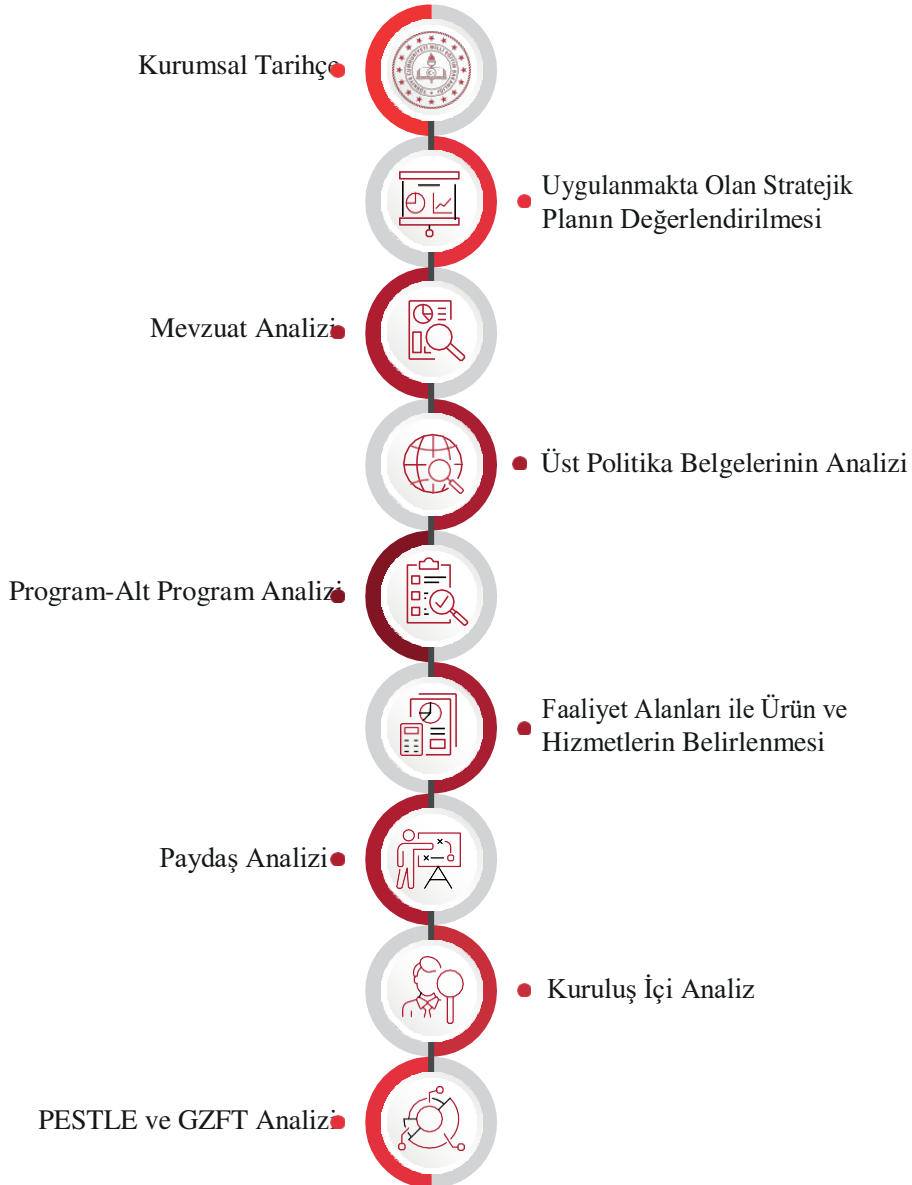 Kurumsal Tarihçe
Uygulanmakta Olan Stratejik
Planın Değerlendirilmesi
Mevzuat Analizi
Üst Politika Belgelerinin Analizi
Program-Alt Program Analizi
Faaliyet Alanları ile Ürün ve
Hizmetlerin Belirlenmesi
Paydaş Analizi
Kuruluş İçi Analiz
PESTLE ve GZFT Analizi